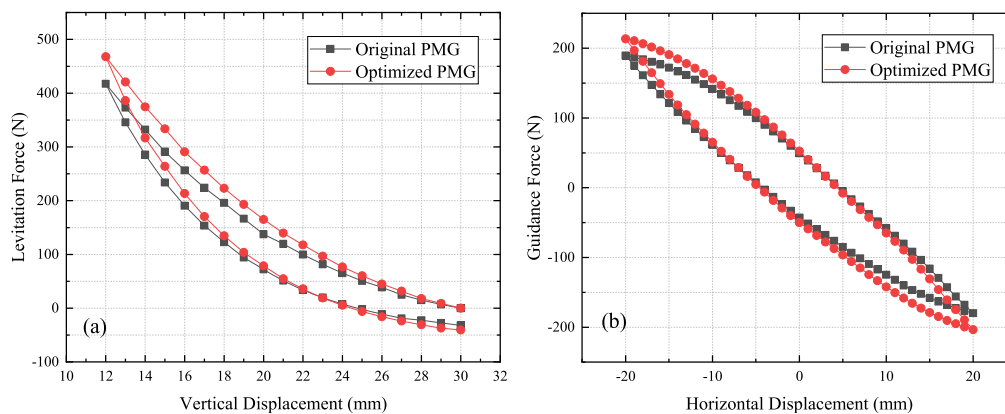 500
400
300
200
100
0
-100
Levitation Force (N)
Original PMG
Optimized PMG
(a)
10 12 14 16 18 20 22 24 26 28 30 32
Vertical Displacement (mm)
200
100
0
-100
-200
Guidance Force (N)
Original PMG
Optimized PMG
(b)
-20 -10 0 10 20
Horizontal Displacement (mm)